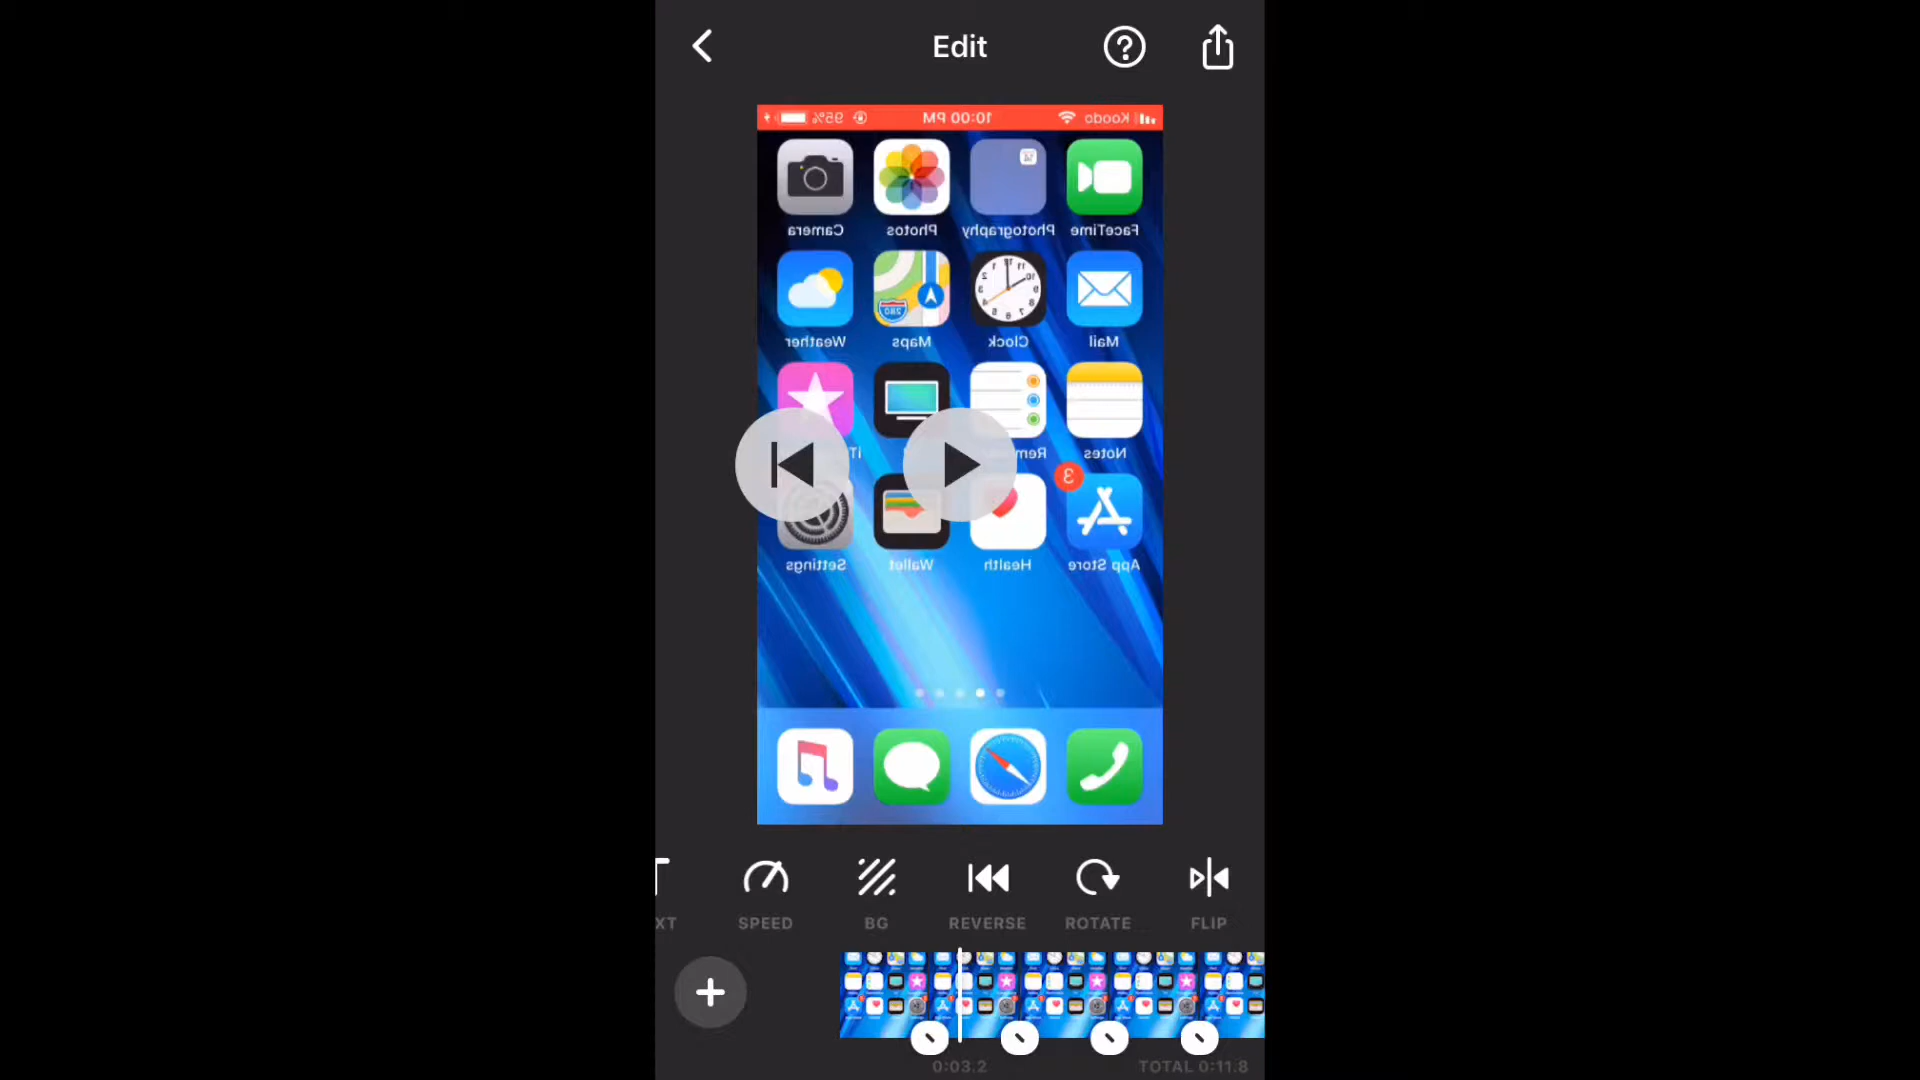 Edit
95% 10:00 PM Koodo
Camera Photos Photography FaceTime
Weather Maps Clock Mail
Notes
3
Settings Wallet Health App Store
XT SPEED BG REVERSE ROTATE FLIP
0:03.2 TOTAL 0:11.8